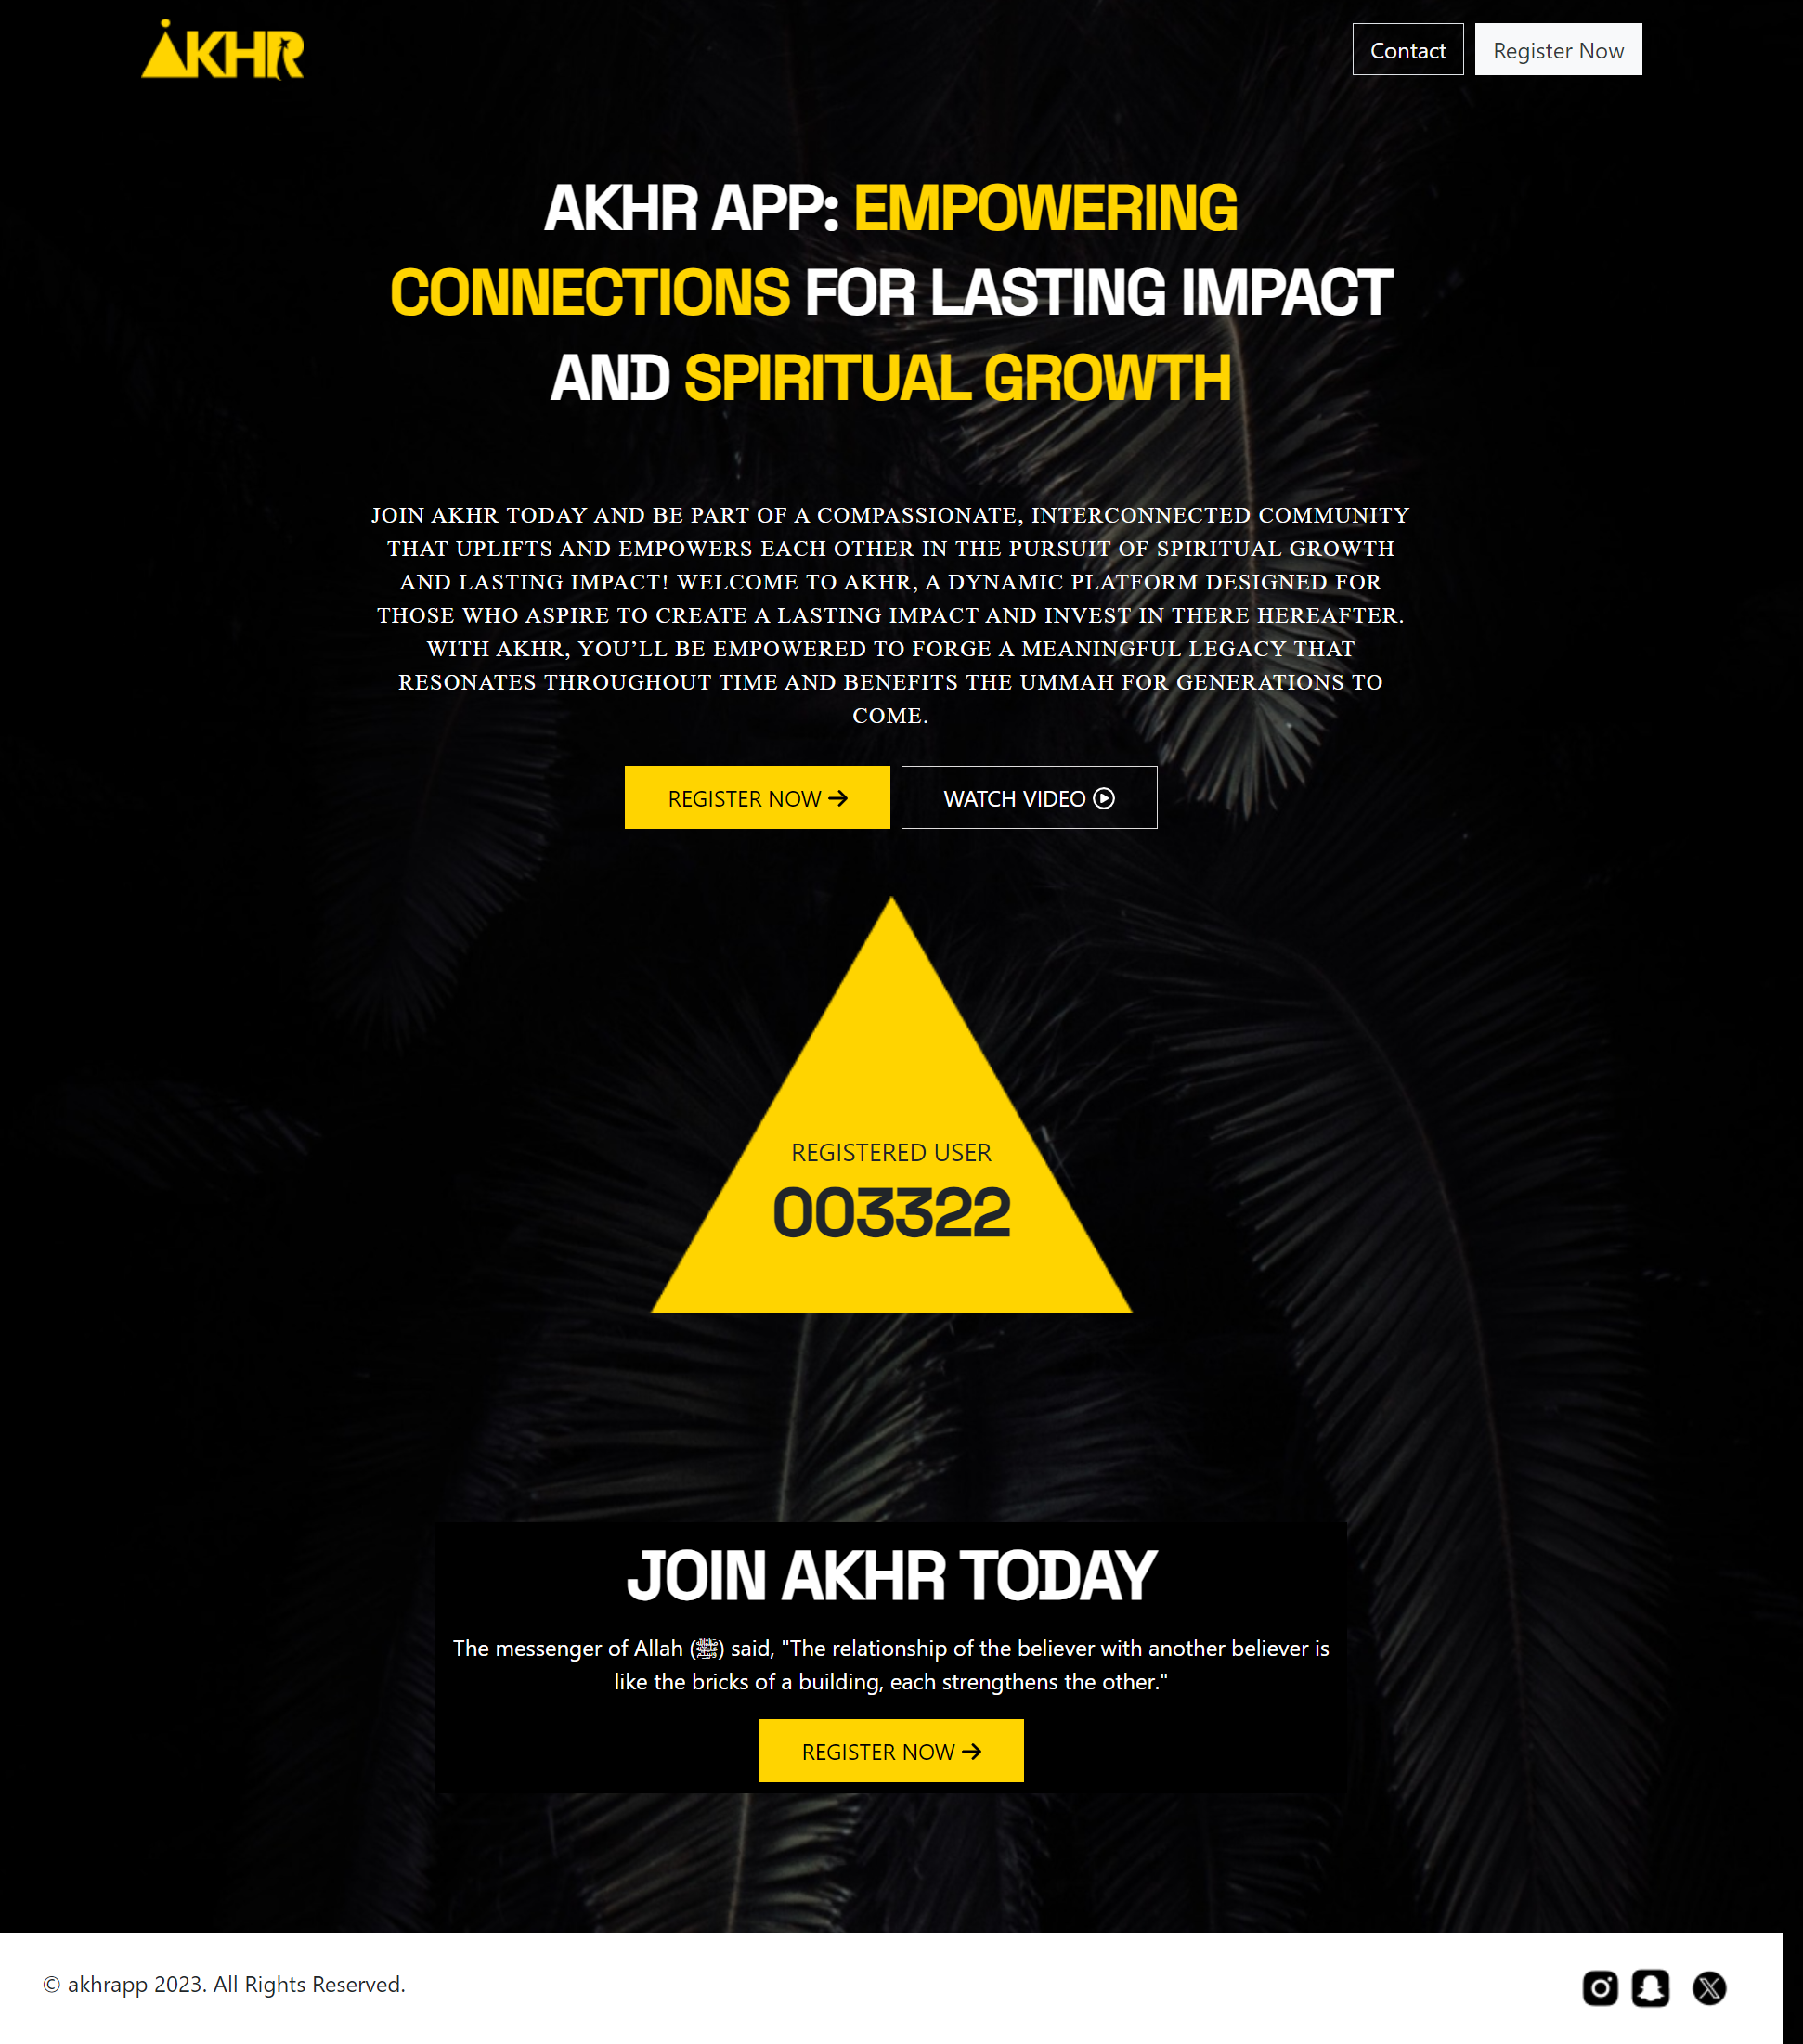 AKHR
Contact
Register Now
AKHR APP: EMPOWERING
CONNECTIONS FOR LASTING IMPACT
AND SPIRITUAL GROWTH
JOIN AKHR TODAY AND BE PART OF A COMPASSIONATE, INTERCONNECTED COMMUNITY
THAT UPLIFTS AND EMPOWERS EACH OTHER IN THE PURSUIT OF SPIRITUAL GROWTH
AND LASTING IMPACT! WELCOME TO AKHR, A DYNAMIC PLATFORM DESIGNED FOR
THOSE WHO ASPIRE TO CREATE A LASTING IMPACT AND INVEST IN THERE HEREAFTER.
WITH AKHR, YOU’LL BE EMPOWERED TO FORGE A MEANINGFUL LEGACY THAT
RESONATES THROUGHOUT TIME AND BENEFITS THE UMMAH FOR GENERATIONS TO
COME.
REGISTER NOW
WATCH VIDEO
REGISTERED USER
003322
JOIN AKHR TODAY
The messenger of Allah (ﷺ) said, "The relationship of the believer with another believer is
like the bricks of a building, each strengthens the other."
REGISTER NOW
© akhrapp 2023. All Rights Reserved.